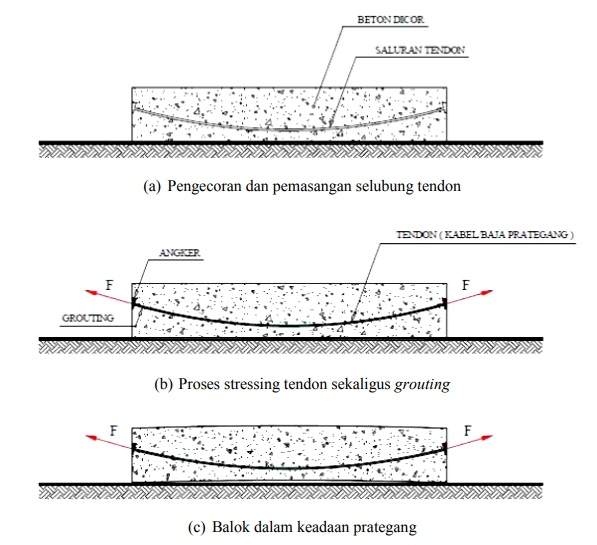 BETON DICOR
SALURAN TENDON
(a) Pengecoran dan pemasangan selubung tendon
TENDON ( KABEL BAJA PRATEGANG )
ANGKER
F
F
GROUTING
(b) Proses stressing tendon sekaligus grouting
F
F
(c) Balok dalam keadaan prategang